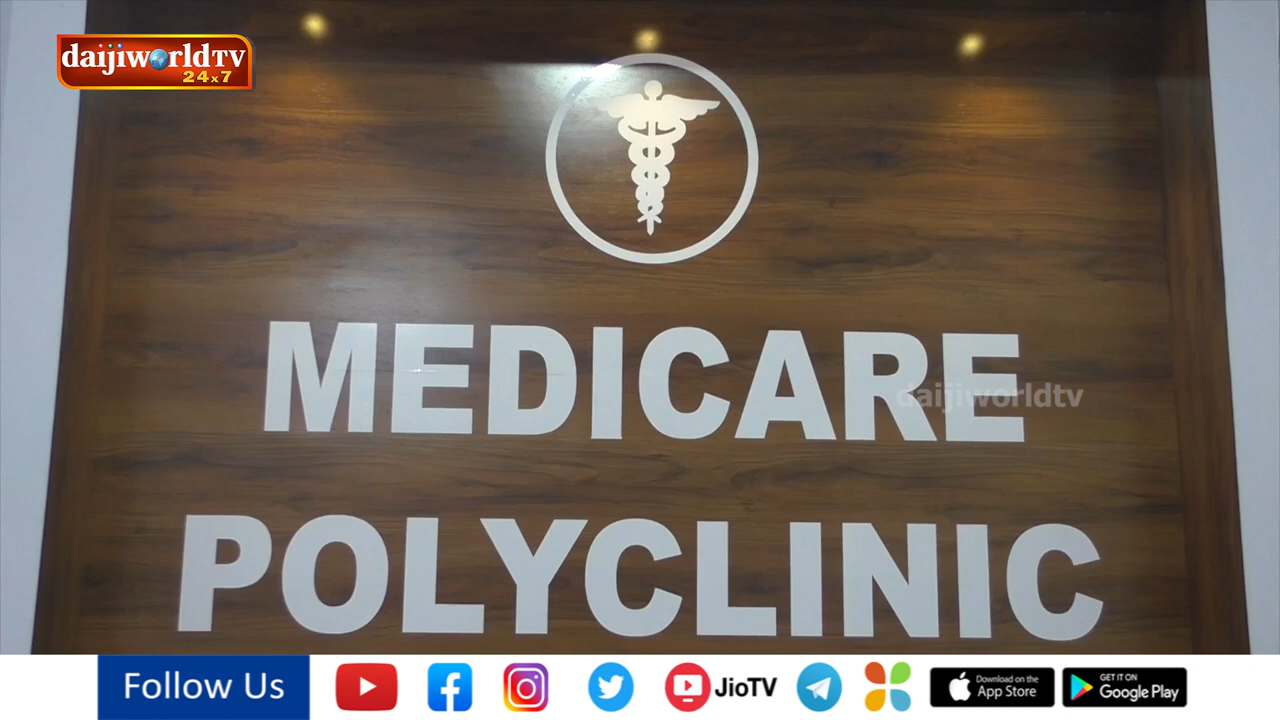 daijiworldTV
24x7
MEDICARE
daijiworldtv
POLYCLINIC
Follow Us
JioTV
Download on the
App Store
GET IT ON
Google Play